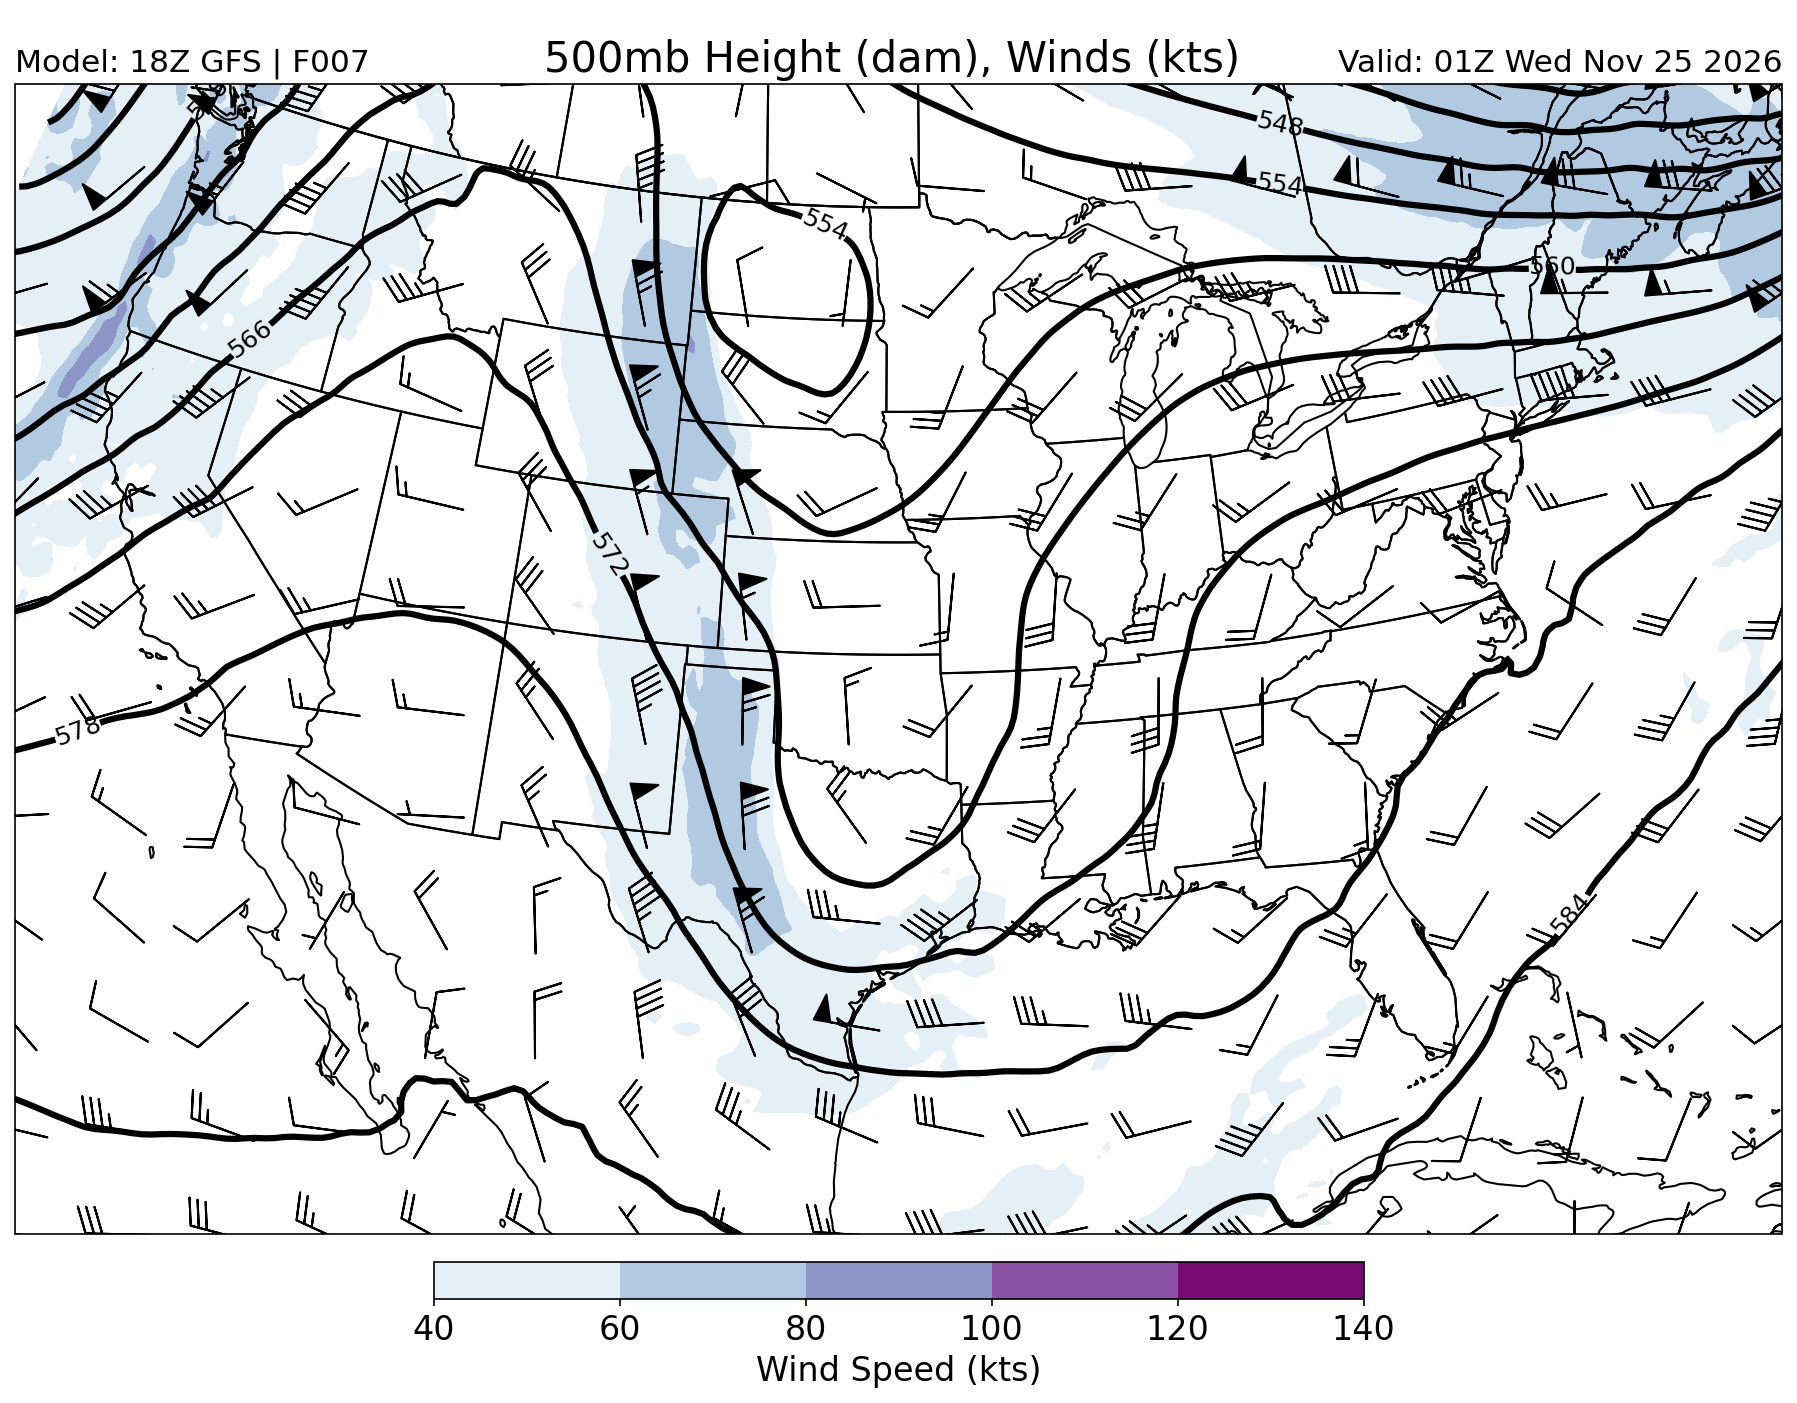 Model: 18Z GFS | F007
500mb Height (dam), Winds (kts)
Valid: 01Z Wed Nov 25 2026
548
554
554
560
566
572
578
584
40 60 80 100 120 140
Wind Speed (kts)